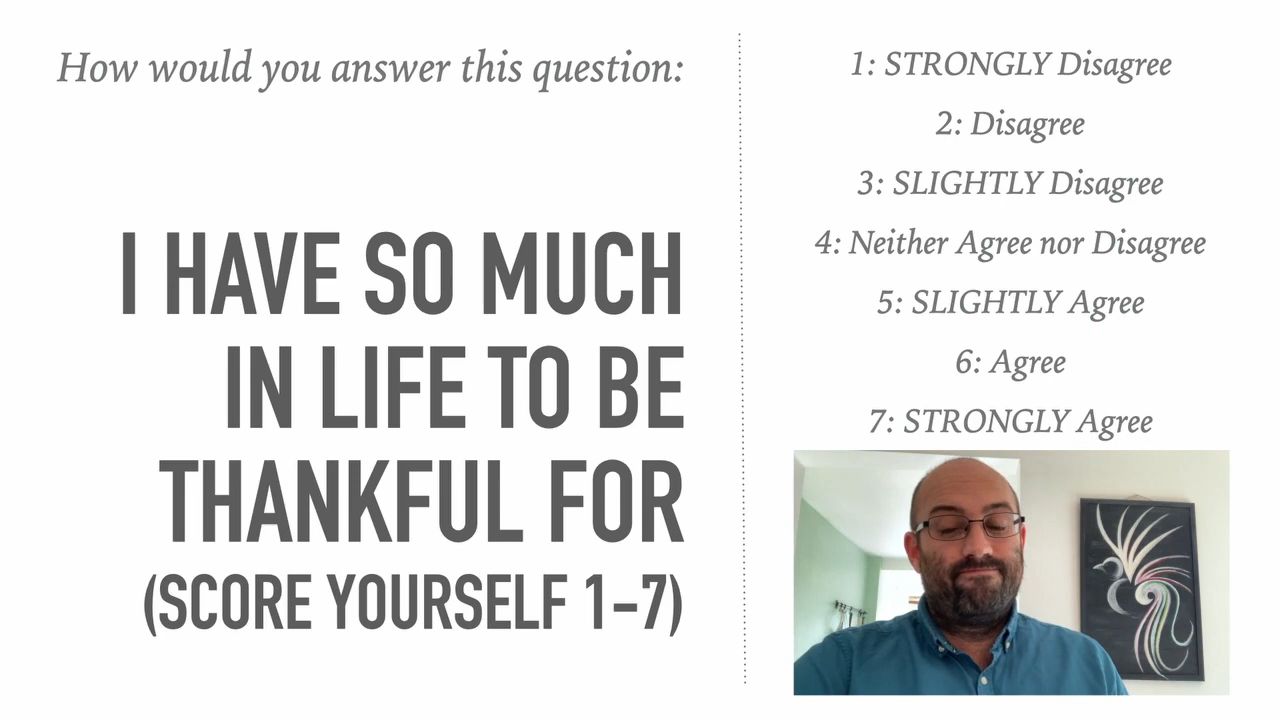 How would you answer this question:
I HAVE SO MUCH
IN LIFE TO BE
THANKFUL FOR
(SCORE YOURSELF 1–7)
1: STRONGLY Disagree
2: Disagree
3: SLIGHTLY Disagree
4: Neither Agree nor Disagree
5: SLIGHTLY Agree
6: Agree
7: STRONGLY Agree